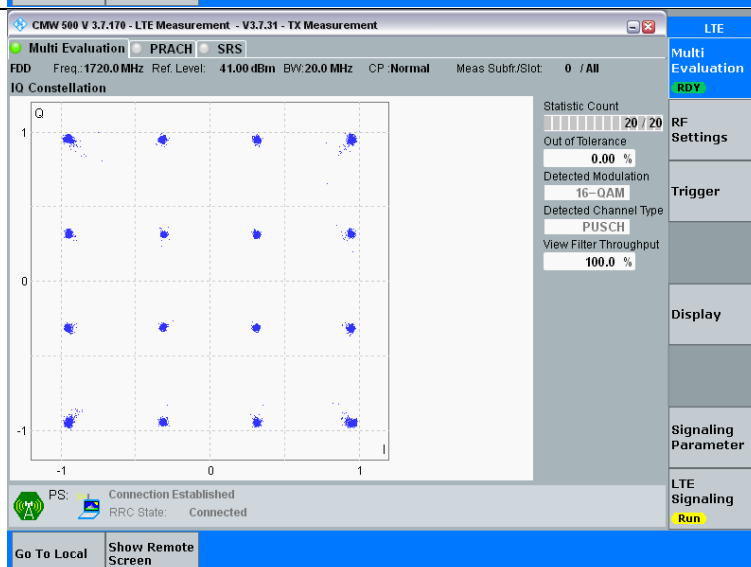 CMW 500 V 3.7.170 - LTE Measurement - V3.7.31 - TX Measurement
LTE
Multi Evaluation PRACH SRS
Multi
Evaluation
RDY
FDD Freq.:1720.0 MHz Ref. Level: 41.00 dBm BW:20.0 MHz CP :Normal Meas Subfr./Slot: 0 / All
IQ Constellation
Q
1
0
-1
-1 0 1
I
Statistic Count
20 / 20
Out of Tolerance
0.00 %
Detected Modulation
16-QAM
Detected Channel Type
PUSCH
View Filter Throughput
100.0 %
RF
Settings
Trigger
Display
Signaling
Parameter
LTE
Signaling
Run
PS: Connection Established
RRC State: Connected
Go To Local
Show Remote
Screen